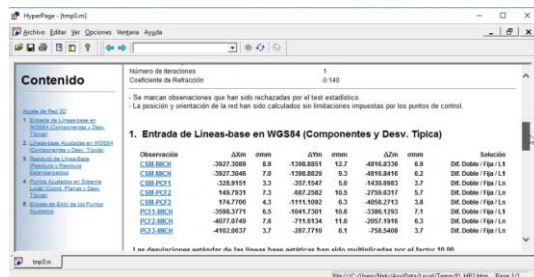 HyperPage - [tmp0.m]
Archivo Editar Ver Opciones Ventana Ayuda
Contenido
Ajuste de Red 3D
1. Entrada de Líneas-base en WGS84 (Componentes y Desv. Típica)
2. Líneas-base Ajustadas en WGS84 (Componentes y Desv. Típica)
3. Residuos de Línea-Base (Residuos y Residuos Estandarizados)
4. Puntos Ajustados en Sistema Local (Coord. Planas y Desv. Típica)
5. Elipses de Error de los Puntos Ajustados
Número de iteraciones 1
Coeficiente de Refracción 0.140
- Se marcan observaciones que han sido rechazadas por el test estadístico.
- La posición y orientación de la red han sido calculados sin limitaciones impuestas por los puntos de control.
1. Entrada de Líneas-base en WGS84 (Componentes y Desv. Típica)
Observación ΔXm σmm ΔYm σmm ΔZm σmm Solución
CSM-MICH -3927.3089 8.9 -1398.8851 12.7 -4816.8336 6.9 Dif. Doble / Fija / L1
CSM-MICH -3927.3046 7.0 -1398.8829 9.3 -4816.8416 6.2 Dif. Doble / Fija / L1
CSM-PCF1 -328.9151 3.3 -357.1547 5.0 -1430.6983 3.7 Dif. Doble / Fija / Ln
CSM-PCF2 149.7931 7.3 -687.2582 10.5 -2759.6317 5.7 Dif. Doble / Fija / Ln
CSM-PCF3 174.7700 4.3 -1111.1092 6.3 -4058.2713 3.8 Dif. Doble / Fija / Ln
PCF1-MICH -3598.3771 6.5 -1041.7301 10.6 -3386.1293 7.1 Dif. Doble / Fija / L1
PCF2-MICH -4077.0749 7.6 -711.6134 11.6 -2057.1916 6.3 Dif. Doble / Fija / Ln
PCF3-MICH -4102.0637 3.7 -287.7710 6.1 -758.5408 3.7 Dif. Doble / Fija / Ln
Las desviaciones estándar de las líneas base estáticas han sido multiplicadas por el factor 10.00
tmp0.m